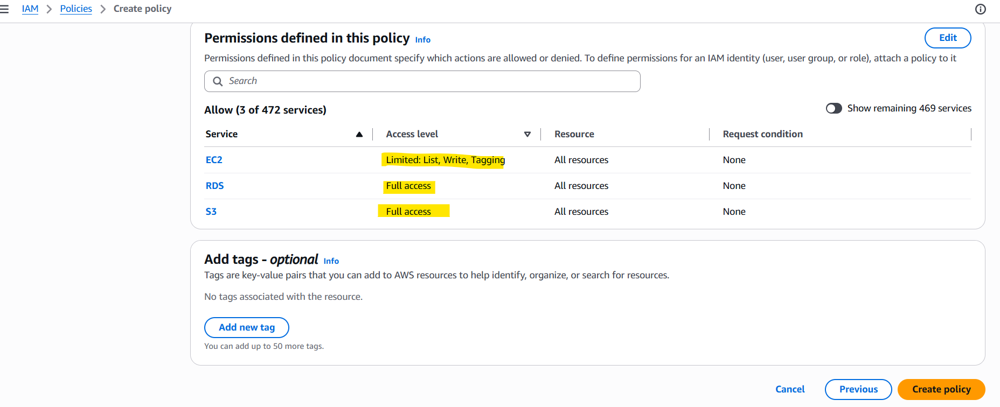 IAM > Policies > Create policy
Permissions defined in this policy Info
Edit
Permissions defined in this policy document specify which actions are allowed or denied. To define permissions for an IAM identity (user, user group, or role), attach a policy to it
Search
Allow (3 of 472 services)
Show remaining 469 services
Service Access level Resource Request condition
EC2 Limited: List, Write, Tagging All resources None
RDS Full access All resources None
S3 Full access All resources None
Add tags - optional Info
Tags are key-value pairs that you can add to AWS resources to help identify, organize, or search for resources.
No tags associated with the resource.
Add new tag
You can add up to 50 more tags.
Cancel Previous Create policy